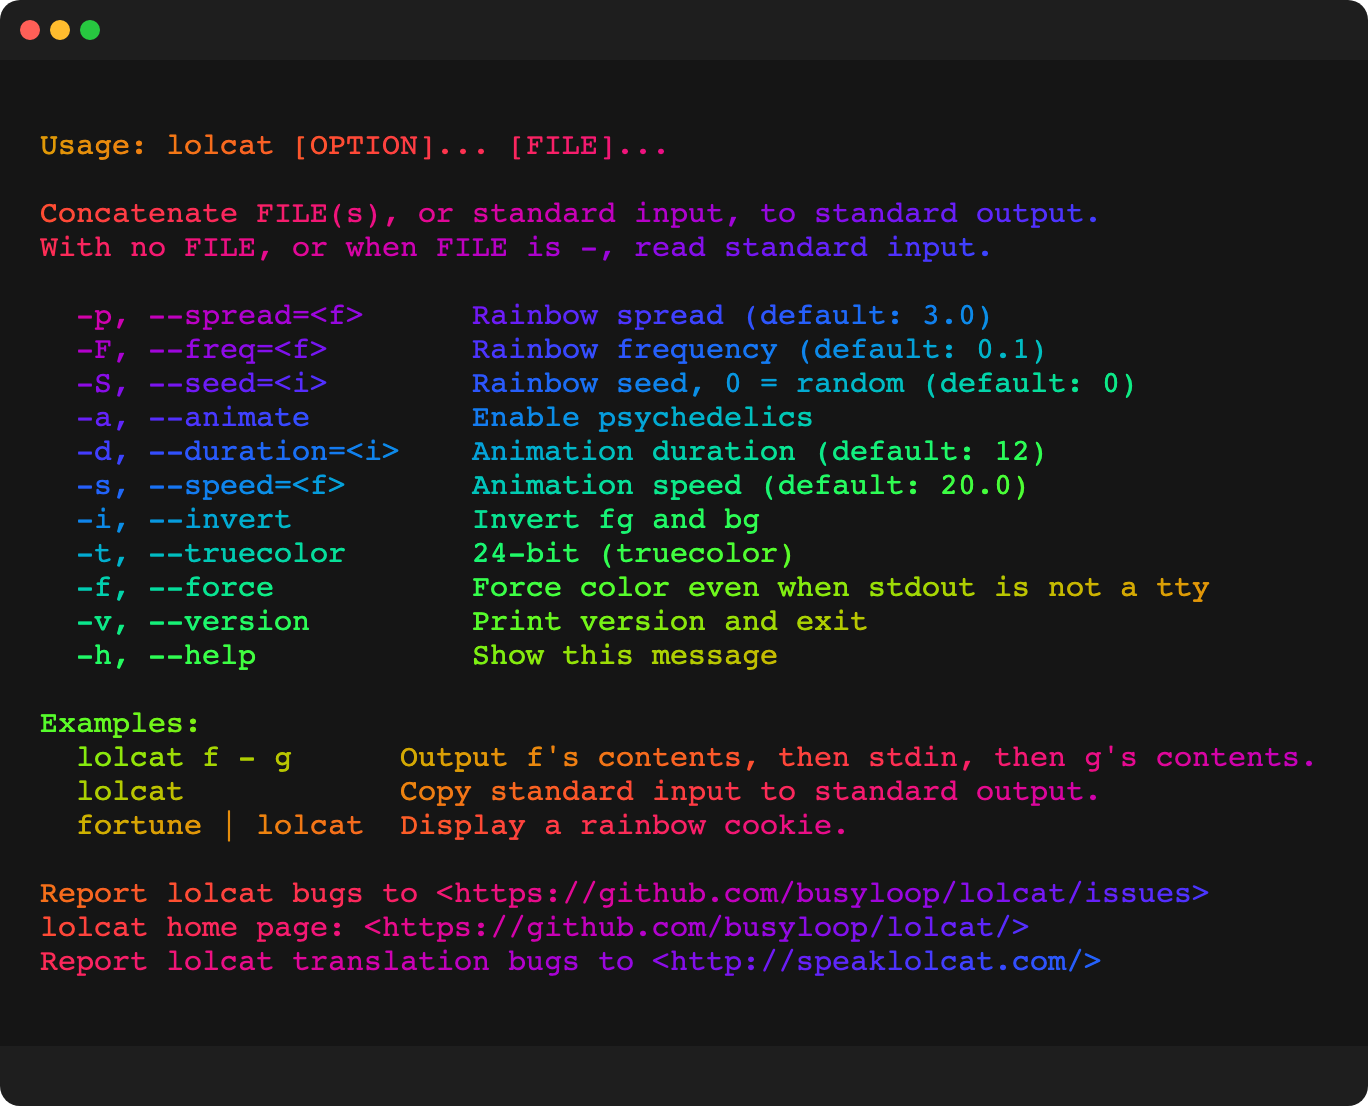 Usage: lolcat [OPTION]... [FILE]...

Concatenate FILE(s), or standard input, to standard output.
With no FILE, or when FILE is -, read standard input.

  -p, --spread=<f>      Rainbow spread (default: 3.0)
  -F, --freq=<f>        Rainbow frequency (default: 0.1)
  -S, --seed=<i>        Rainbow seed, 0 = random (default: 0)
  -a, --animate         Enable psychedelics
  -d, --duration=<i>    Animation duration (default: 12)
  -s, --speed=<f>       Animation speed (default: 20.0)
  -i, --invert          Invert fg and bg
  -t, --truecolor       24-bit (truecolor)
  -f, --force           Force color even when stdout is not a tty
  -v, --version         Print version and exit
  -h, --help            Show this message

Examples:
  lolcat f - g      Output f's contents, then stdin, then g's contents.
  lolcat            Copy standard input to standard output.
  fortune | lolcat  Display a rainbow cookie.

Report lolcat bugs to <https://github.com/busyloop/lolcat/issues>
lolcat home page: <https://github.com/busyloop/lolcat/>
Report lolcat translation bugs to <http://speaklolcat.com/>